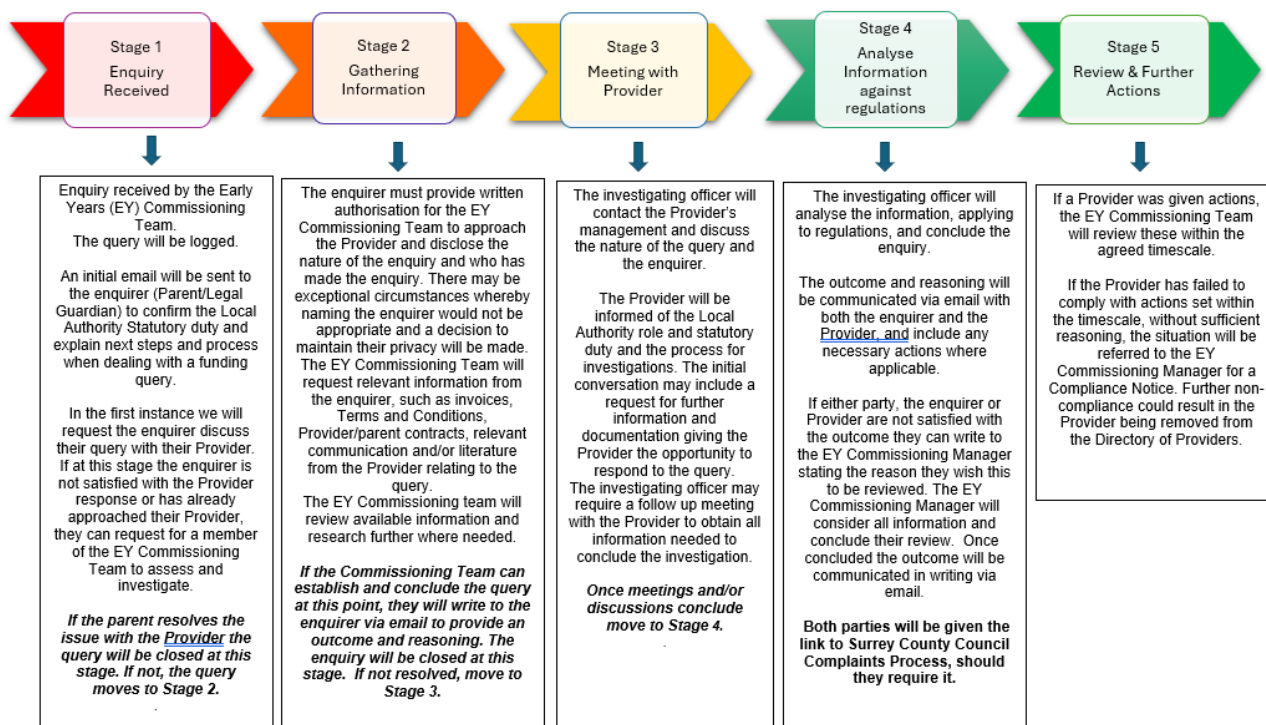 Stage 1
Enquiry
Received
Stage 2
Gathering
Information
Stage 3
Meeting with
Provider
Stage 4
Analyse
Information
against
regulations
Stage 5
Review & Further
Actions
Enquiry received by the Early
Years (EY) Commissioning
Team.
The query will be logged.
An initial email will be sent to
the enquirer (Parent/Legal
Guardian) to confirm the Local
Authority Statutory duty and
explain next steps and process
when dealing with a funding
query.
In the first instance we will
request the enquirer discuss
their query with their Provider.
If at this stage the enquirer is
not satisfied with the Provider
response or has already
approached their Provider,
they can request for a member
of the EY Commissioning
Team to assess and
investigate.
If the parent resolves the
issue with the Provider the
query will be closed at this
stage. If not, the query
moves to Stage 2.
.
The enquirer must provide written
authorisation for the EY
Commissioning Team to approach
the Provider and disclose the
nature of the enquiry and who has
made the enquiry. There may be
exceptional circumstances whereby
naming the enquirer would not be
appropriate and a decision to
maintain their privacy will be made.
The EY Commissioning Team will
request relevant information from
the enquirer, such as invoices,
Terms and Conditions,
Provider/parent contracts, relevant
communication and/or literature
from the Provider relating to the
query.
The EY Commissioning team will
review available information and
research further where needed.
If the Commissioning Team can
establish and conclude the query
at this point, they will write to the
enquirer via email to provide an
outcome and reasoning. The
enquiry will be closed at this
stage. If not resolved, move to
Stage 3.
The investigating officer will
contact the Provider's
management and discuss
the nature of the query and
the enquirer.
The Provider will be
informed of the Local
Authority role and statutory
duty and the process for
investigations. The initial
conversation may include a
request for further
information and
documentation giving the
Provider the opportunity to
respond to the query.
The investigating officer may
require a follow up meeting
with the Provider to obtain all
information needed to
conclude the investigation.
Once meetings and/or
discussions conclude
move to Stage 4.
.
The investigating officer will
analyse the information, applying
to regulations, and conclude the
enquiry.
The outcome and reasoning will
be communicated via email with
both the enquirer and the
Provider, and include any
necessary actions where
applicable.
If either party, the enquirer or
Provider are not satisfied with
the outcome they can write to
the EY Commissioning Manager
stating the reason they wish this
to be reviewed. The EY
Commissioning Manager will
consider all information and
conclude their review. Once
concluded the outcome will be
communicated in writing via
email.
Both parties will be given the
link to Surrey County Council
Complaints Process, should
they require it.
If a Provider was given actions,
the EY Commissioning Team
will review these within the
agreed timescale.
If the Provider has failed to
comply with actions set within
the timescale, without sufficient
reasoning, the situation will be
referred to the EY
Commissioning Manager for a
Compliance Notice. Further non-
compliance could result in the
Provider being removed from
the Directory of Providers.